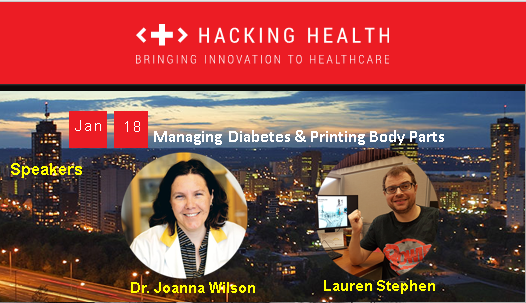 HACKING HEALTH
BRINGING INNOVATION TO HEALTHCARE
Jan 18
Managing Diabetes & Printing Body Parts
Speakers
Dr. Joanna Wilson
Lauren Stephen